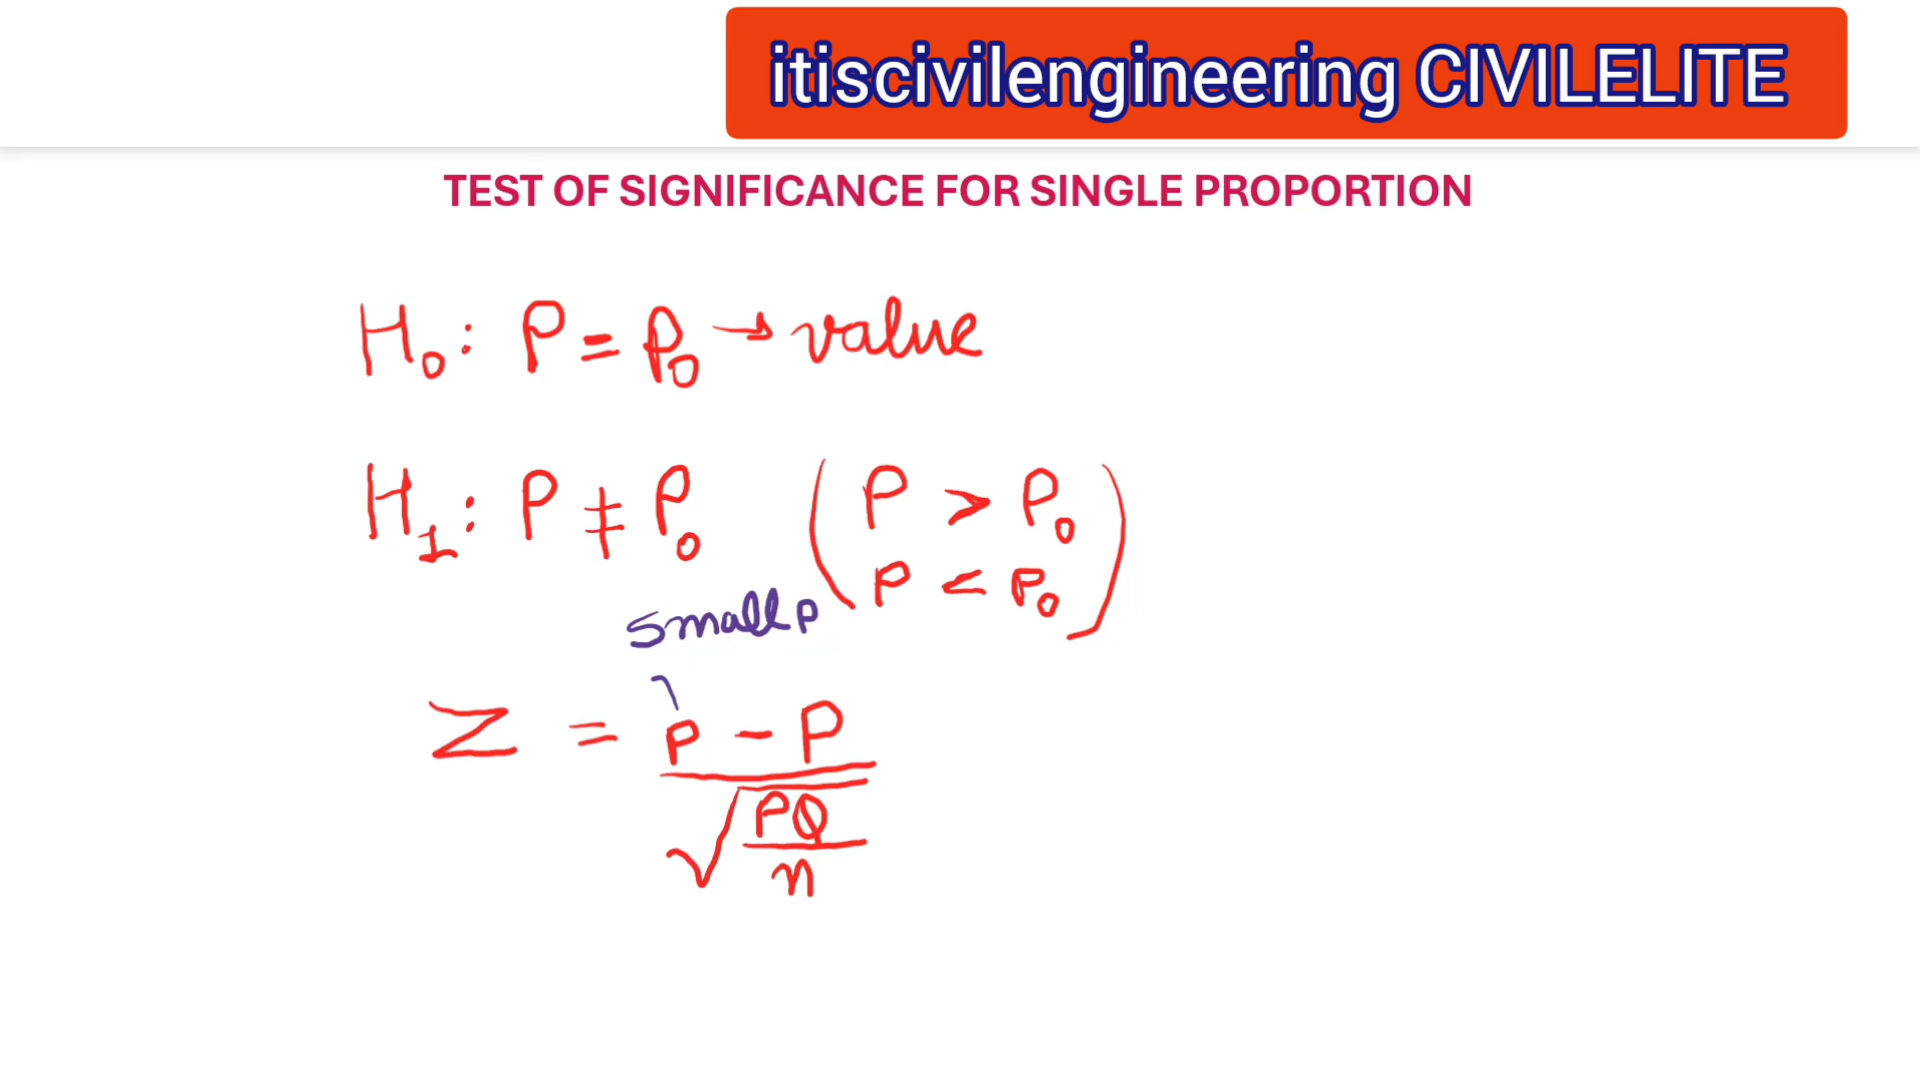 itiscivilengineering CIVILELITE
TEST OF SIGNIFICANCE FOR SINGLE PROPORTION
H₀: P = P₀ → value
H₁: P ≠ P₀ (P > P₀
P < P₀)
small p
Z = p - P
√ PQ
n